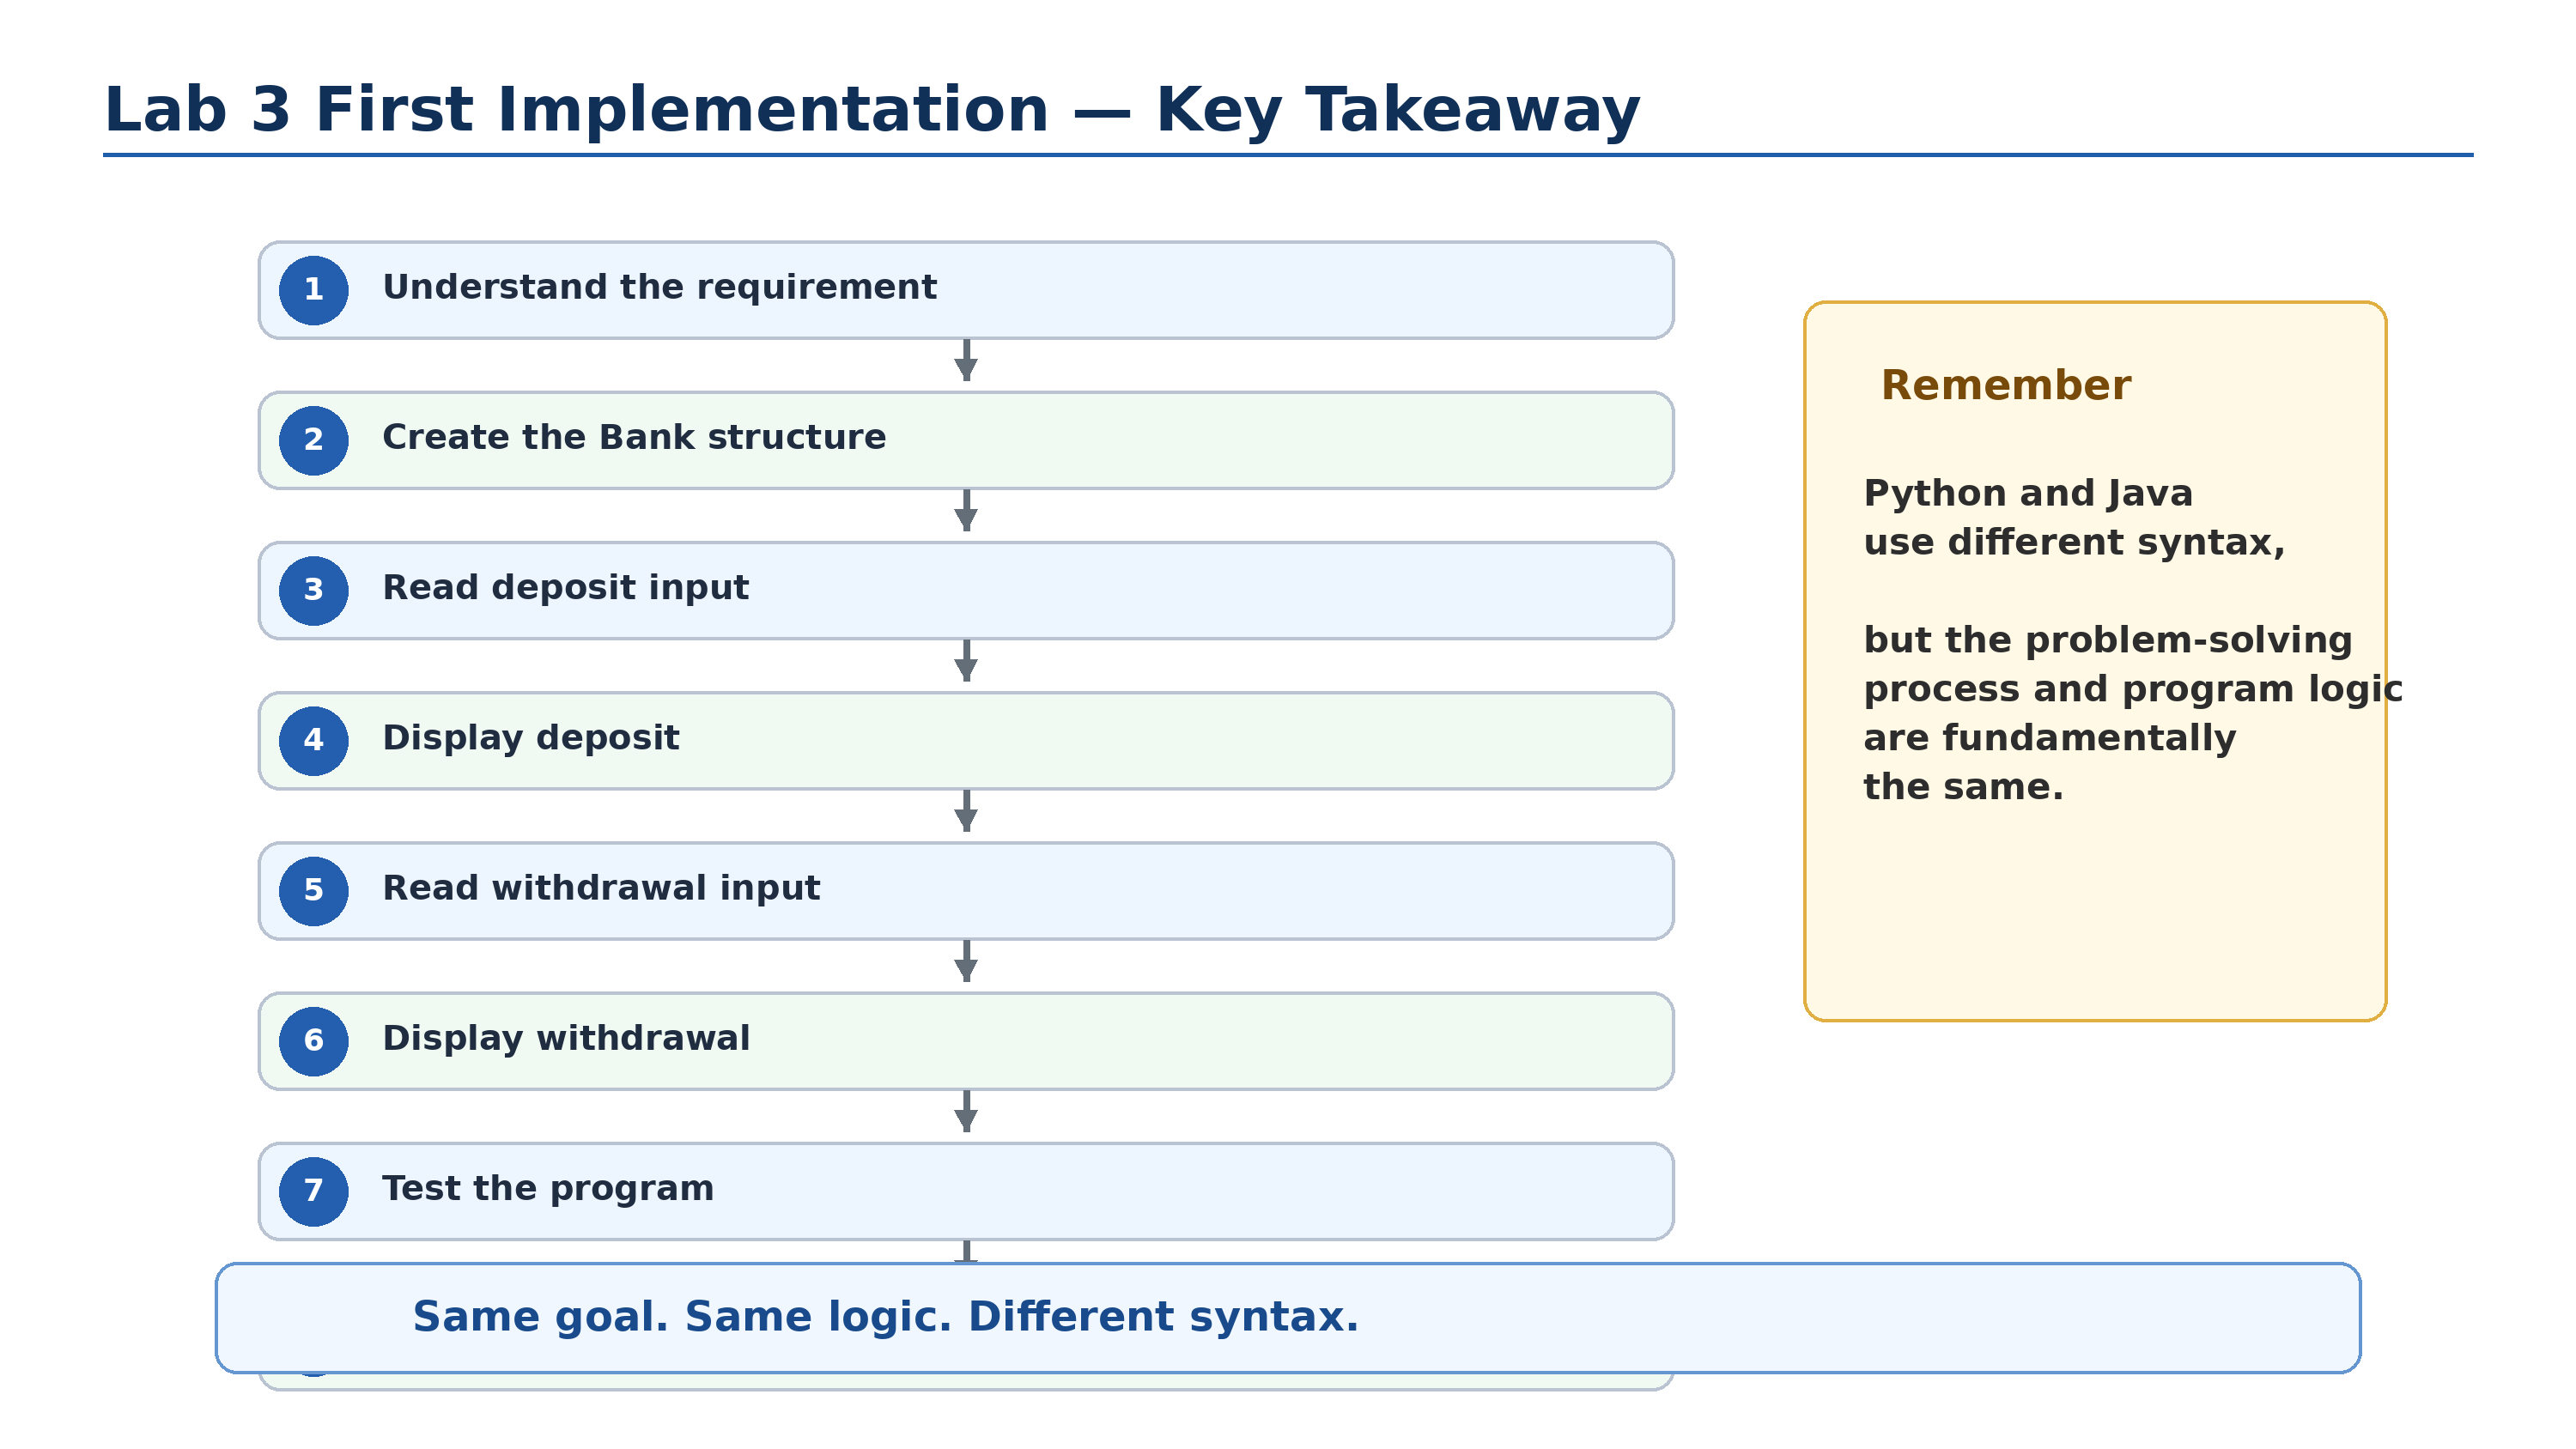 Lab 3 First Implementation — Key Takeaway
1 Understand the requirement
2 Create the Bank structure
3 Read deposit input
4 Display deposit
5 Read withdrawal input
6 Display withdrawal
7 Test the program
Same goal. Same logic. Different syntax.
Remember
Python and Java
use different syntax,
but the problem-solving
process and program logic
are fundamentally
the same.